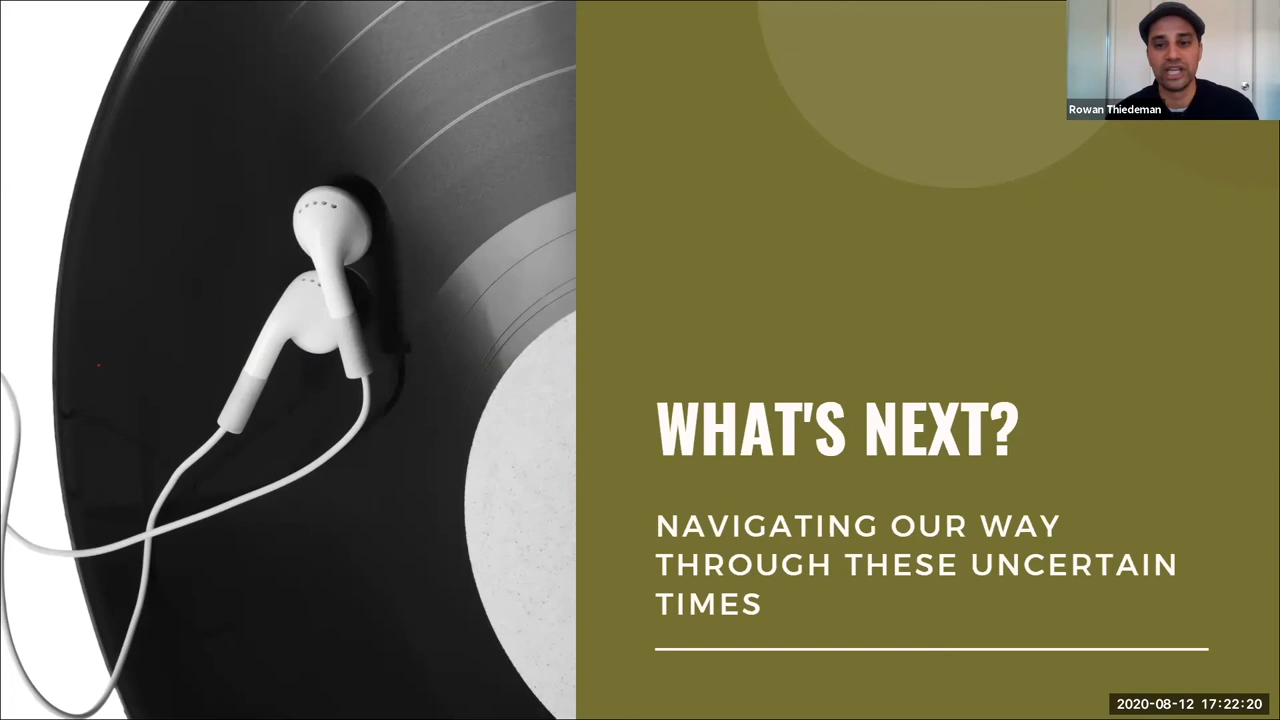 Rowan Thiedeman
WHAT'S NEXT?
NAVIGATING OUR WAY
THROUGH THESE UNCERTAIN
TIMES
2020-08-12 17:22:20